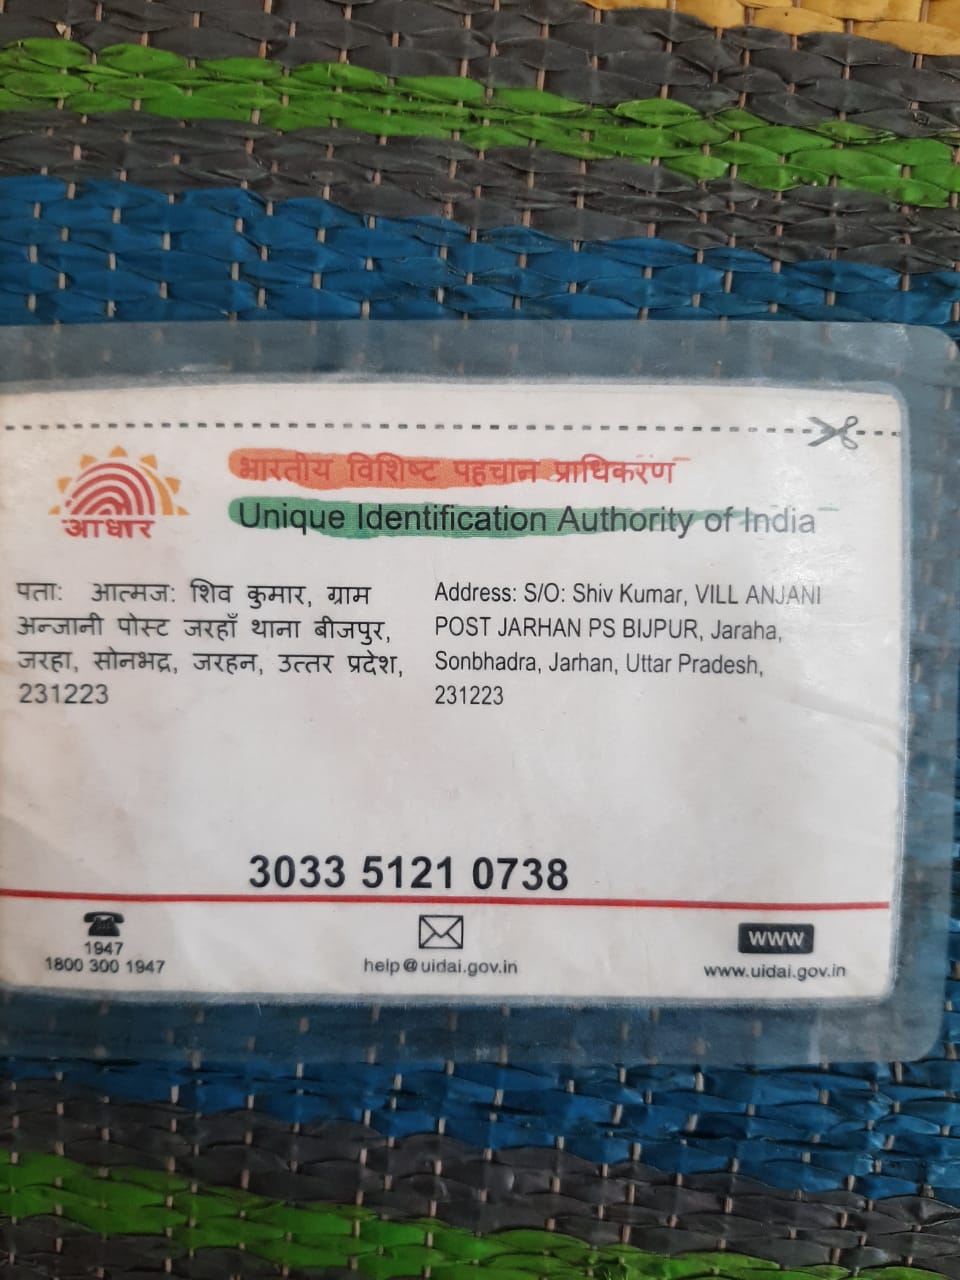 आधार
भारतीय विशिष्ट पहचान प्राधिकरण
Unique Identification Authority of India
पताः आत्मजः शिव कुमार, ग्राम
अन्जानी पोस्ट जरहाँ थाना बीजपुर,
जरहा, सोनभद्र, जरहन, उत्तर प्रदेश,
231223
Address: S/O: Shiv Kumar, VILL ANJANI
POST JARHAN PS BIJPUR, Jaraha,
Sonbhadra, Jarhan, Uttar Pradesh,
231223
3033 5121 0738
1947
1800 300 1947
help@uidai.gov.in
WWW
www.uidai.gov.in